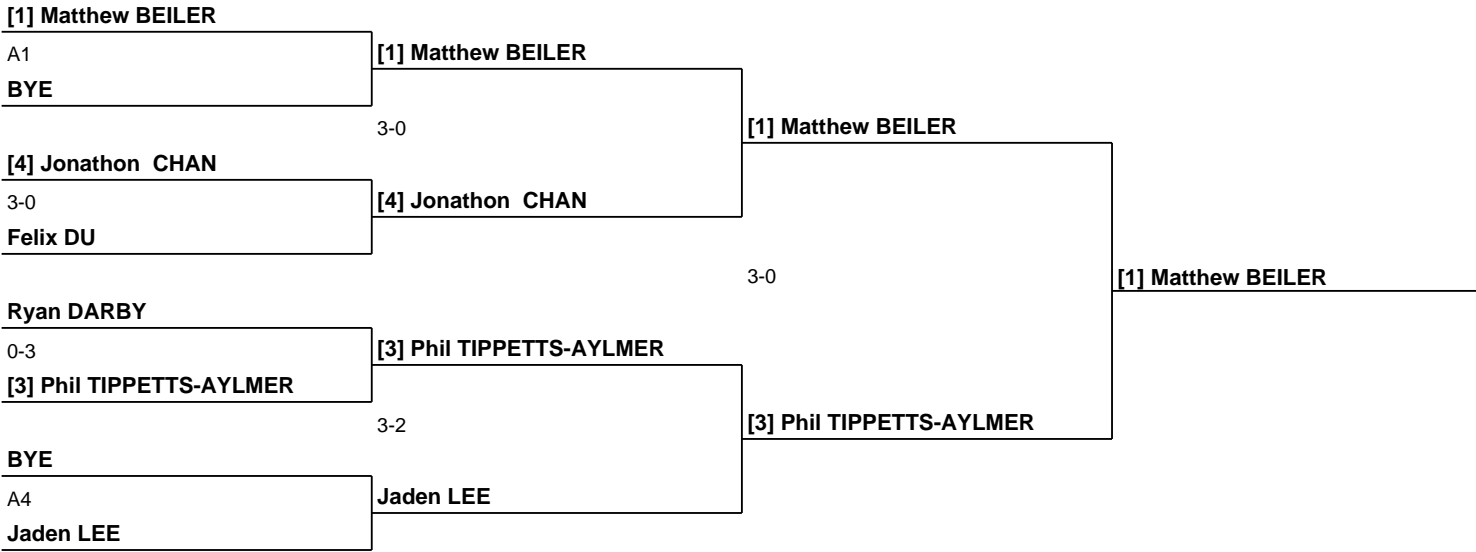 [1] Matthew BEILER
A1
BYE
[4] Jonathon  CHAN
3-0
Felix DU
Ryan DARBY
0-3
[3] Phil TIPPETTS-AYLMER
BYE
A4
Jaden LEE
[1] Matthew BEILER
3-0
[4] Jonathon  CHAN
[3] Phil TIPPETTS-AYLMER
3-2
Jaden LEE
[1] Matthew BEILER
3-0
[3] Phil TIPPETTS-AYLMER
[1] Matthew BEILER